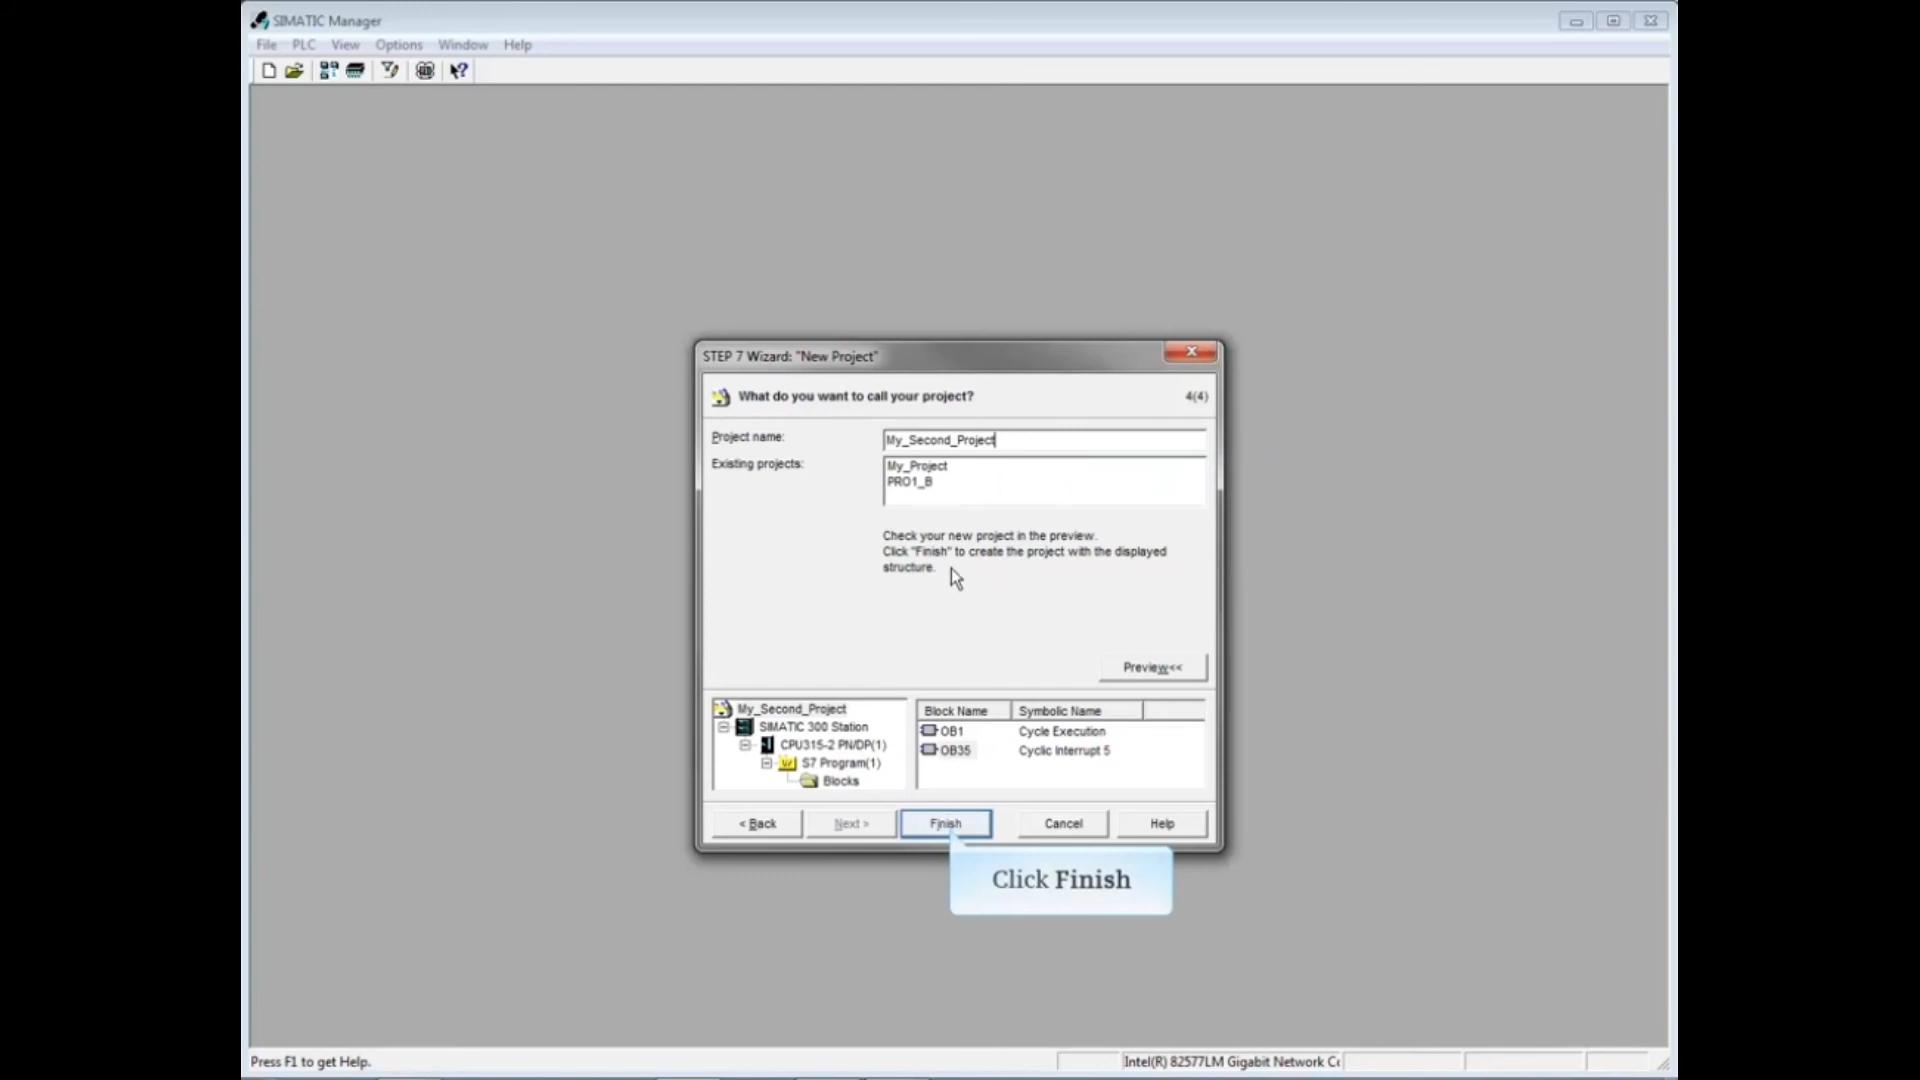 SIMATIC Manager
File PLC View Options Window Help
STEP 7 Wizard: "New Project"
What do you want to call your project? 4(4)
Project name: My_Second_Project
Existing projects: My_Project
PRO1_B
Check your new project in the preview.
Click "Finish" to create the project with the displayed
structure.
Preview<<
My_Second_Project
SIMATIC 300 Station
CPU315-2 PN/DP(1)
S7 Program(1)
Blocks
Block Name Symbolic Name
OB1 Cycle Execution
OB35 Cyclic Interrupt 5
< Back Next > Finish Cancel Help
Click Finish
Press F1 to get Help. Intel(R) 82577LM Gigabit Network Cc